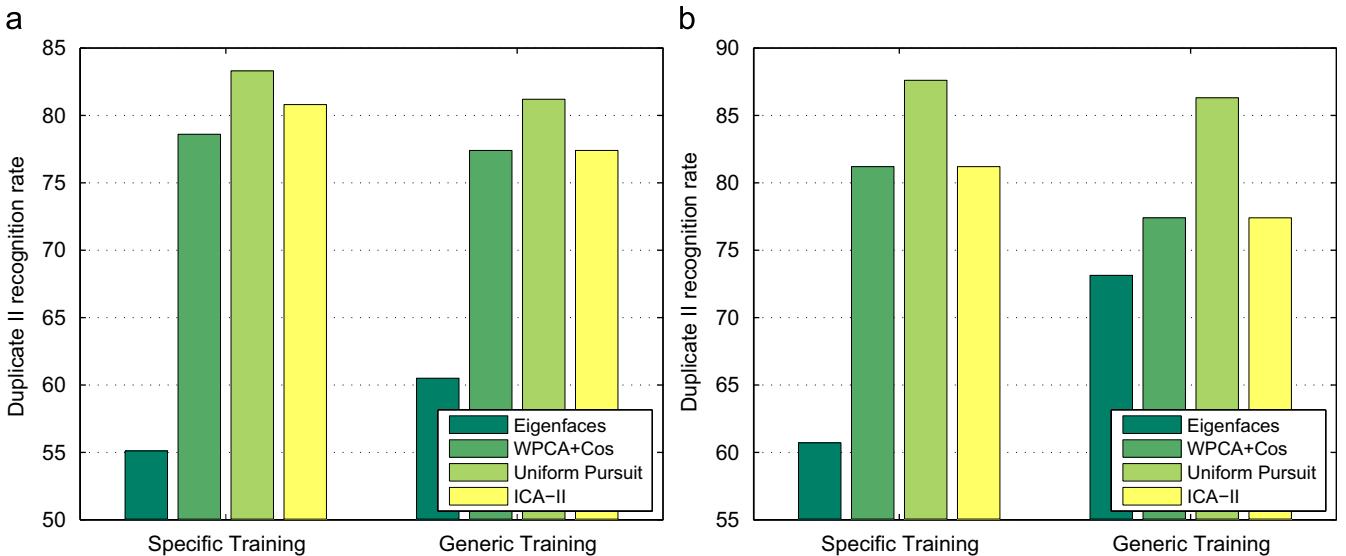 a
Duplicate II recognition rate
85
80
75
70
65
60
55
50
Specific Training
Generic Training
Eigenfaces
WPCA+Cos
Uniform Pursuit
ICA−II
b
Duplicate II recognition rate
90
85
80
75
70
65
60
55
Specific Training
Generic Training
Eigenfaces
WPCA+Cos
Uniform Pursuit
ICA−II